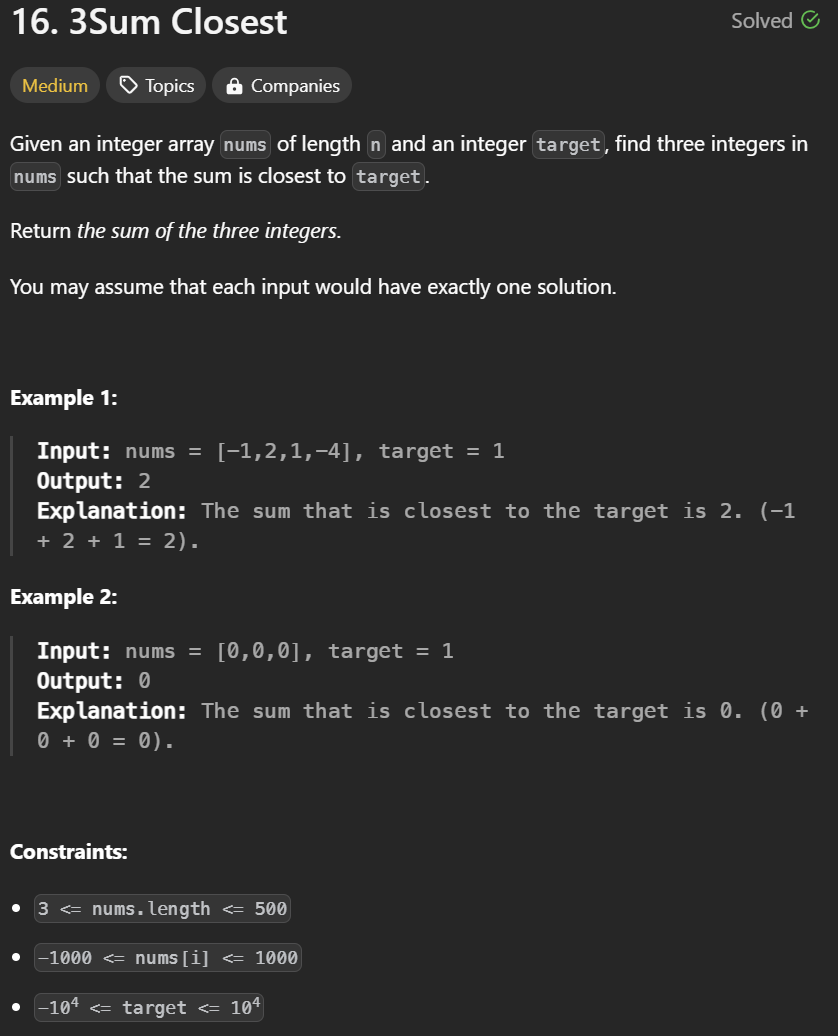 16. 3Sum Closest
Solved
Medium Topics Companies
Given an integer array nums of length n and an integer target, find three integers in
nums such that the sum is closest to target.
Return the sum of the three integers.
You may assume that each input would have exactly one solution.
Example 1:
Input: nums = [-1,2,1,-4], target = 1
Output: 2
Explanation: The sum that is closest to the target is 2. (-1
+ 2 + 1 = 2).
Example 2:
Input: nums = [0,0,0], target = 1
Output: 0
Explanation: The sum that is closest to the target is 0. (0 +
0 + 0 = 0).
Constraints:
• 3 <= nums.length <= 500
• -1000 <= nums[i] <= 1000
• -10⁴ <= target <= 10⁴